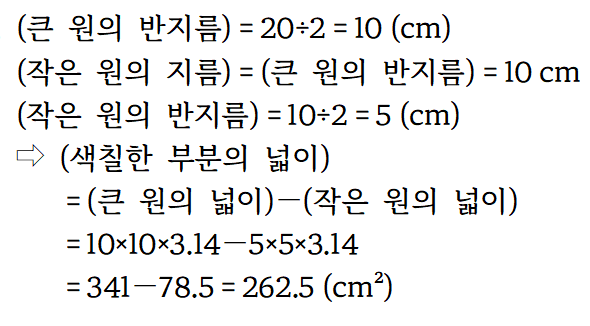 (큰 원의 반지름) = 20÷2 = 10 (cm)
(작은 원의 지름) = (큰 원의 반지름) = 10 cm
(작은 원의 반지름) = 10÷2 = 5 (cm)
⇨ (색칠한 부분의 넓이)
= (큰 원의 넓이)－(작은 원의 넓이)
= 10×10×3.14－5×5×3.14
= 341－78.5 = 262.5 (cm²)